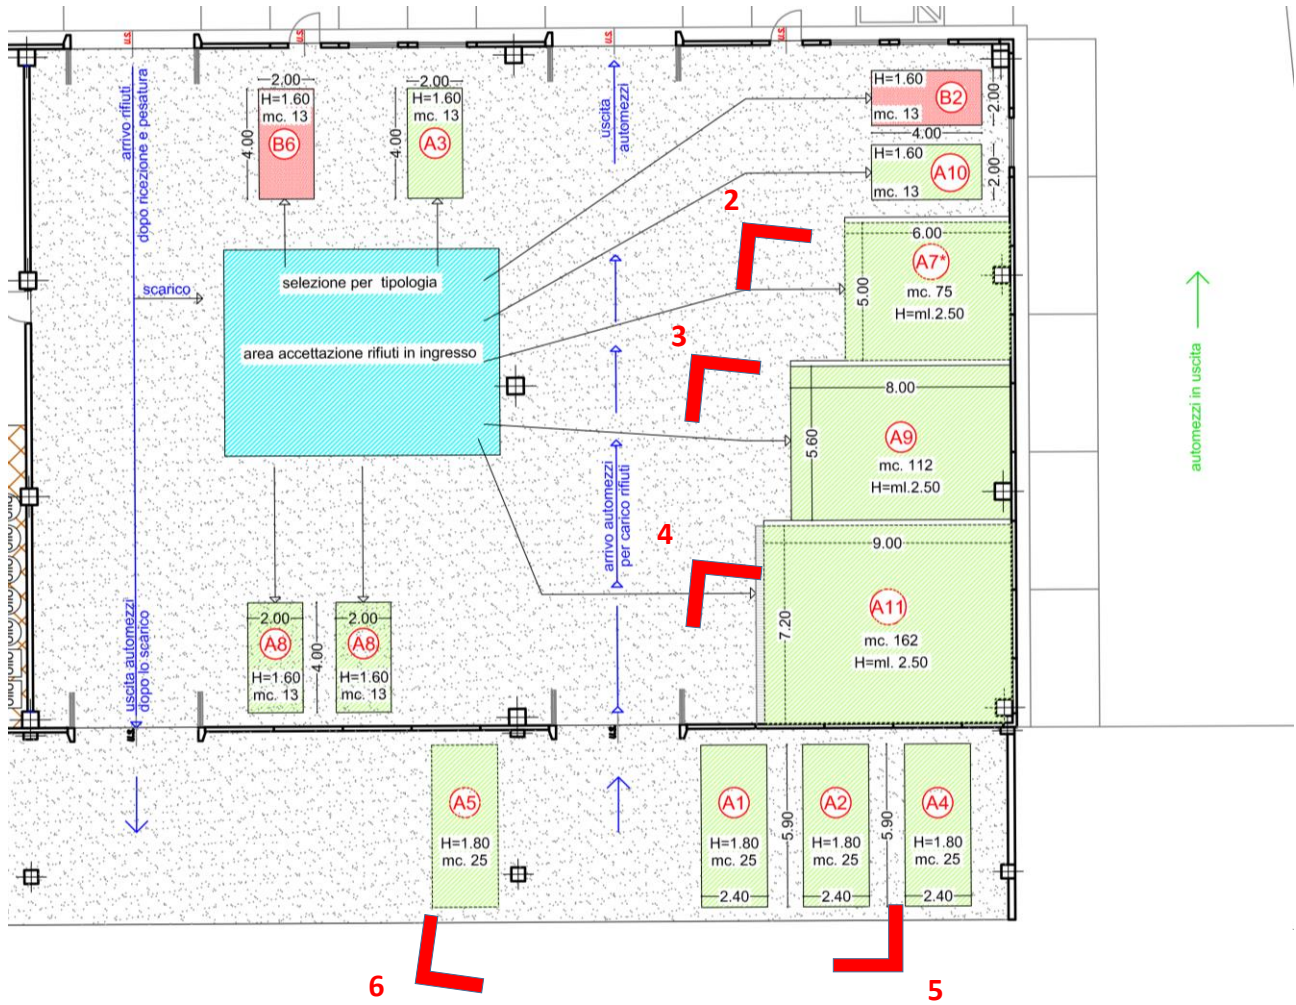 u.s.
u.s.
u.s.
u.s.
arrivo rifiuti
dopo ricezione e pesatura
2.00
H=1.60
mc. 13
B6
4.00
2.00
H=1.60
mc. 13
A3
4.00
uscita
automezzi
H=1.60
mc. 13
B2
2.00
4.00
H=1.60
mc. 13
A10
2.00
2
6.00
A7*
mc. 75
H=ml.2.50
5.00
scarico
selezione per tipologia
area accettazione rifiuti in ingresso
3
8.00
A9
mc. 112
H=ml.2.50
5.60
automezzi in uscita
arrivo automezzi
per carico rifiuti
4
9.00
A11
mc. 162
H=ml. 2.50
7.20
uscita automezzi
dopo lo scarico
2.00
A8
H=1.60
mc. 13
4.00
2.00
A8
H=1.60
mc. 13
u.s.
u.s.
A5
H=1.80
mc. 25
A1
H=1.80
mc. 25
2.40
5.90
A2
H=1.80
mc. 25
2.40
5.90
A4
H=1.80
mc. 25
2.40
6
5